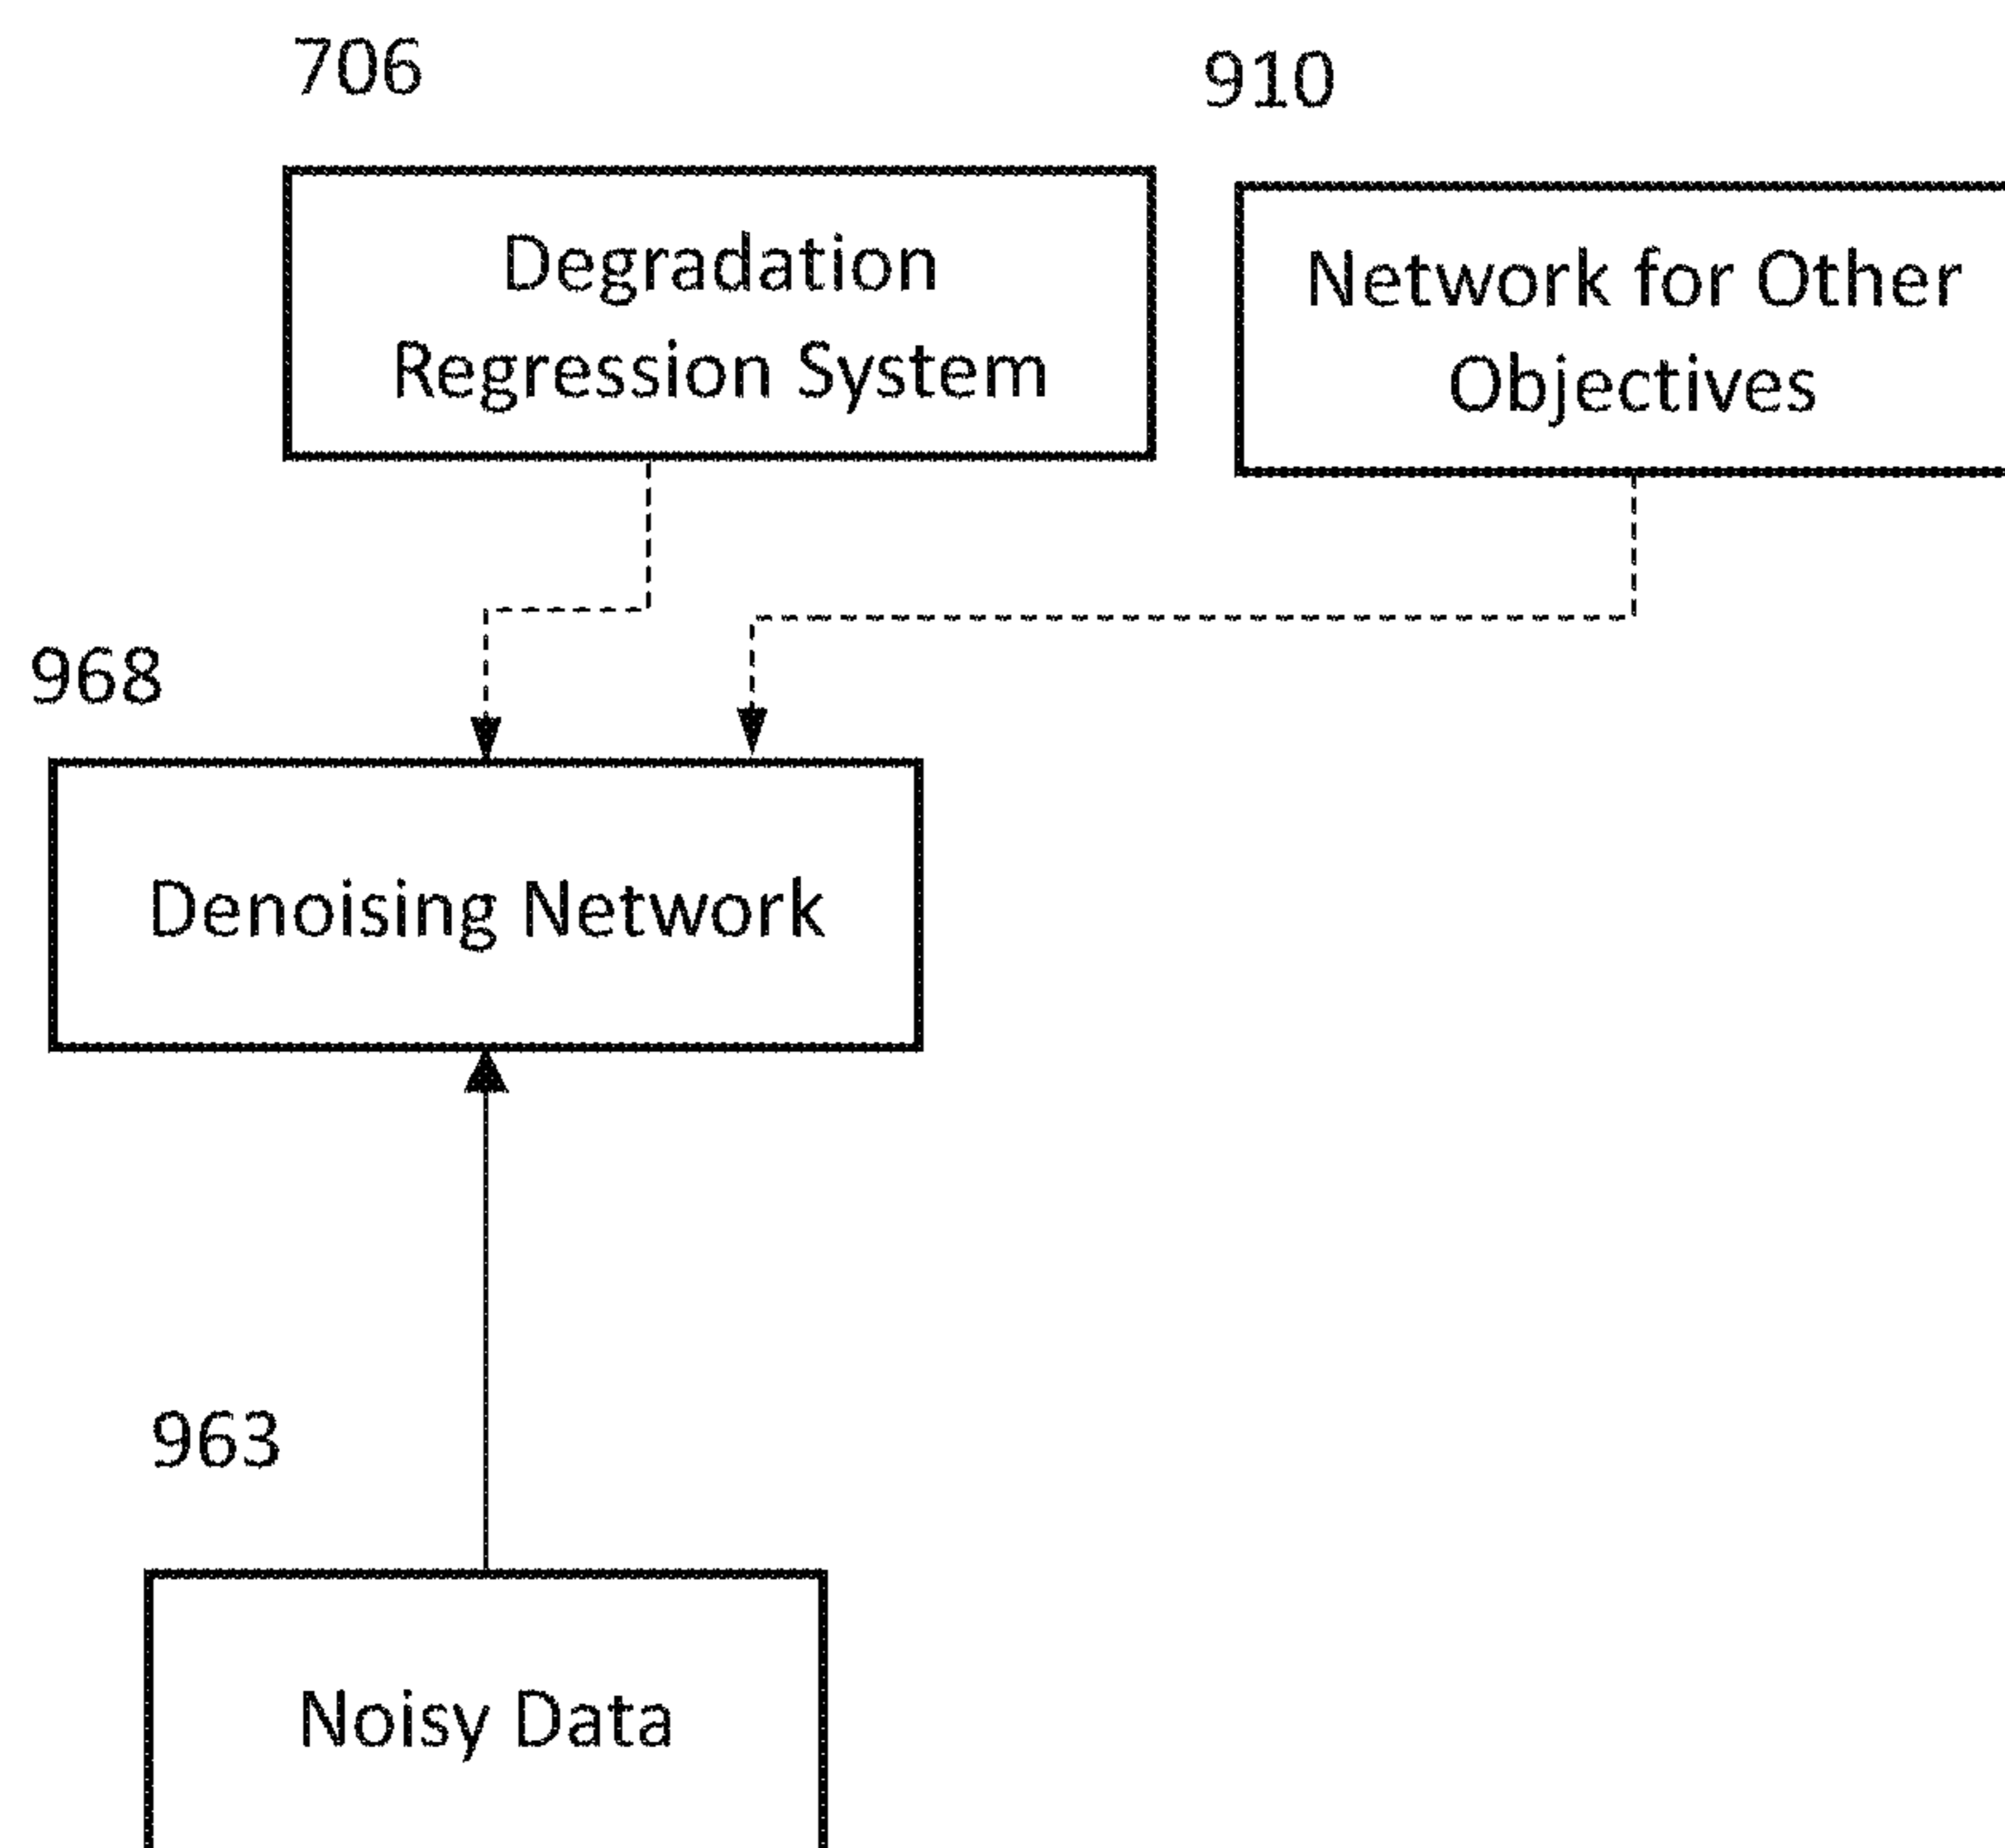 706
910
Degradation
Regression System
Network for Other
Objectives
968
Denoising Network
963
Noisy Data